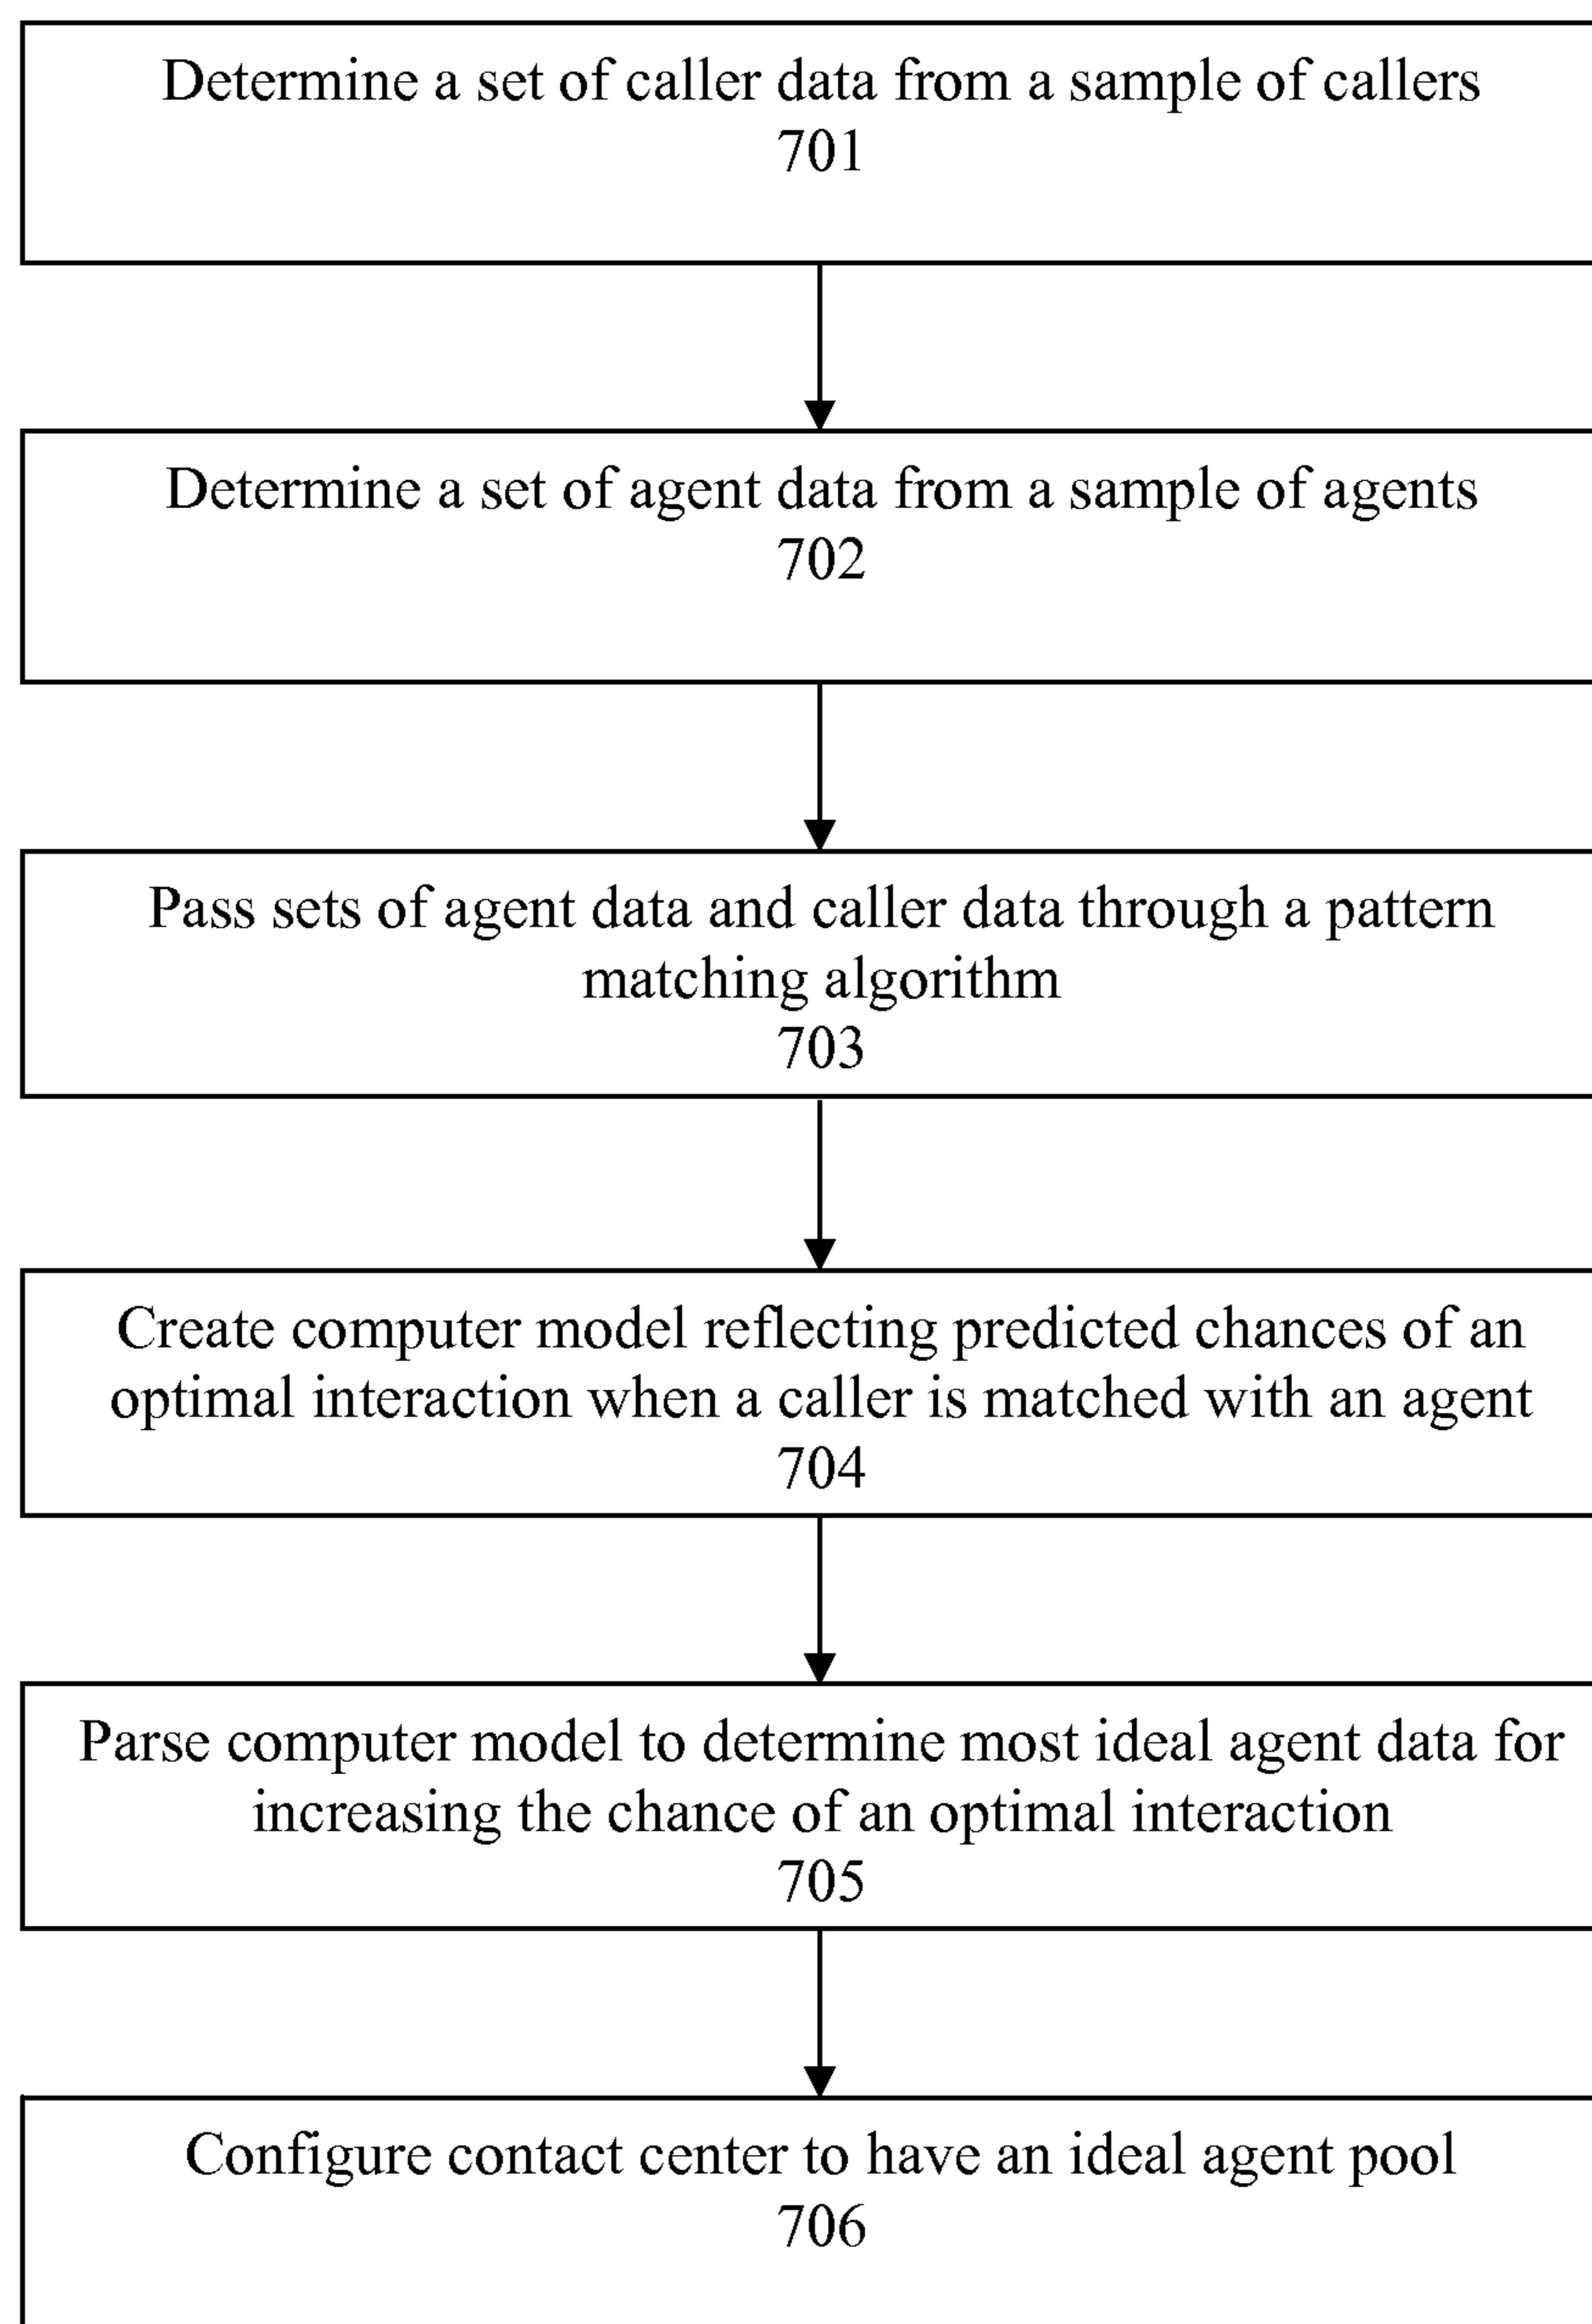 Determine a set of caller data from a sample of callers
701
Determine a set of agent data from a sample of agents
702
Pass sets of agent data and caller data through a pattern
matching algorithm
703
Create computer model reflecting predicted chances of an
optimal interaction when a caller is matched with an agent
704
Parse computer model to determine most ideal agent data for
increasing the chance of an optimal interaction
705
Configure contact center to have an ideal agent pool
706